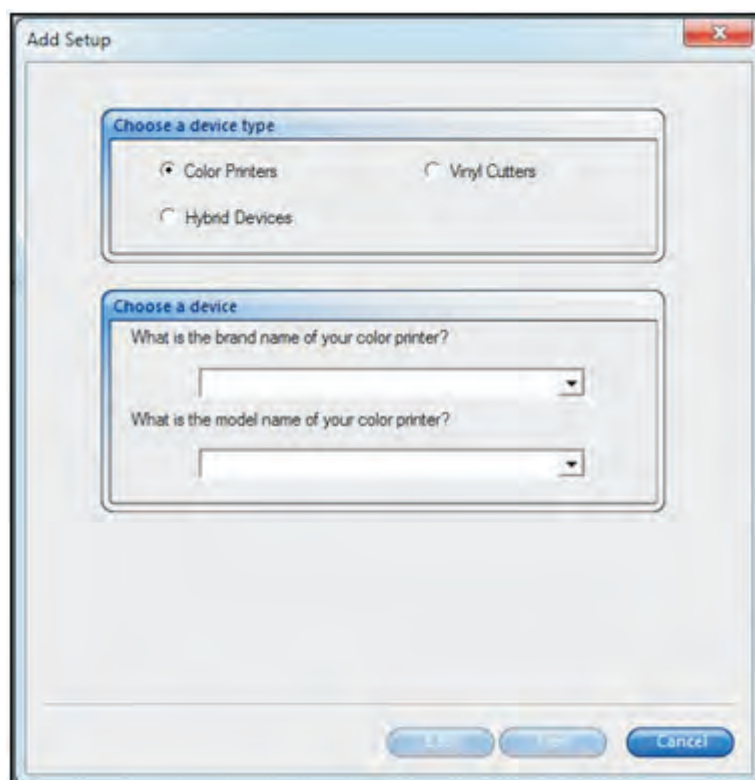 Add Setup
Choose a device type
Color Printers
Vinyl Cutters
Hybrid Devices
Choose a device
What is the brand name of your color printer?
What is the model name of your color printer?
Cancel